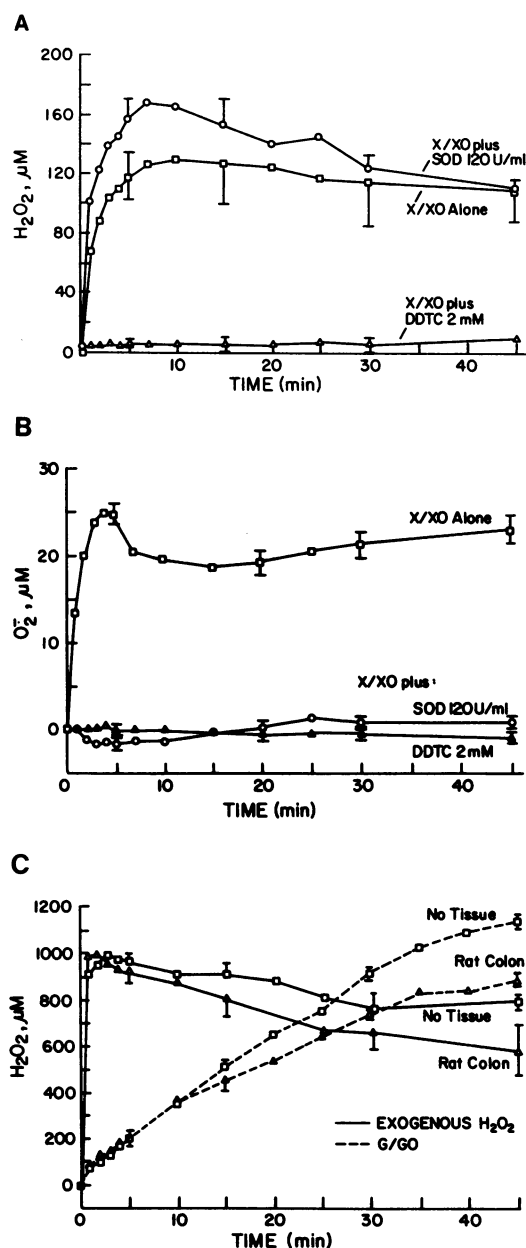 A
200
160
120
80
40
0
H2O2, μM
X/XO plus
SOD 120 U/ml
X/XO Alone
X/XO plus
DDTC 2 mM
10 20 30 40
TIME (min)
B
30
20
10
0
O2-, μM
X/XO Alone
X/XO plus:
SOD 120 U/ml
DDTC 2 mM
0 10 20 30 40
TIME (min)
C
1200
1000
800
600
400
200
0
H2O2, μM
No Tissue
Rat Colon
No Tissue
Rat Colon
EXOGENOUS H2O2
G/GO
0 10 20 30 40
TIME (min)